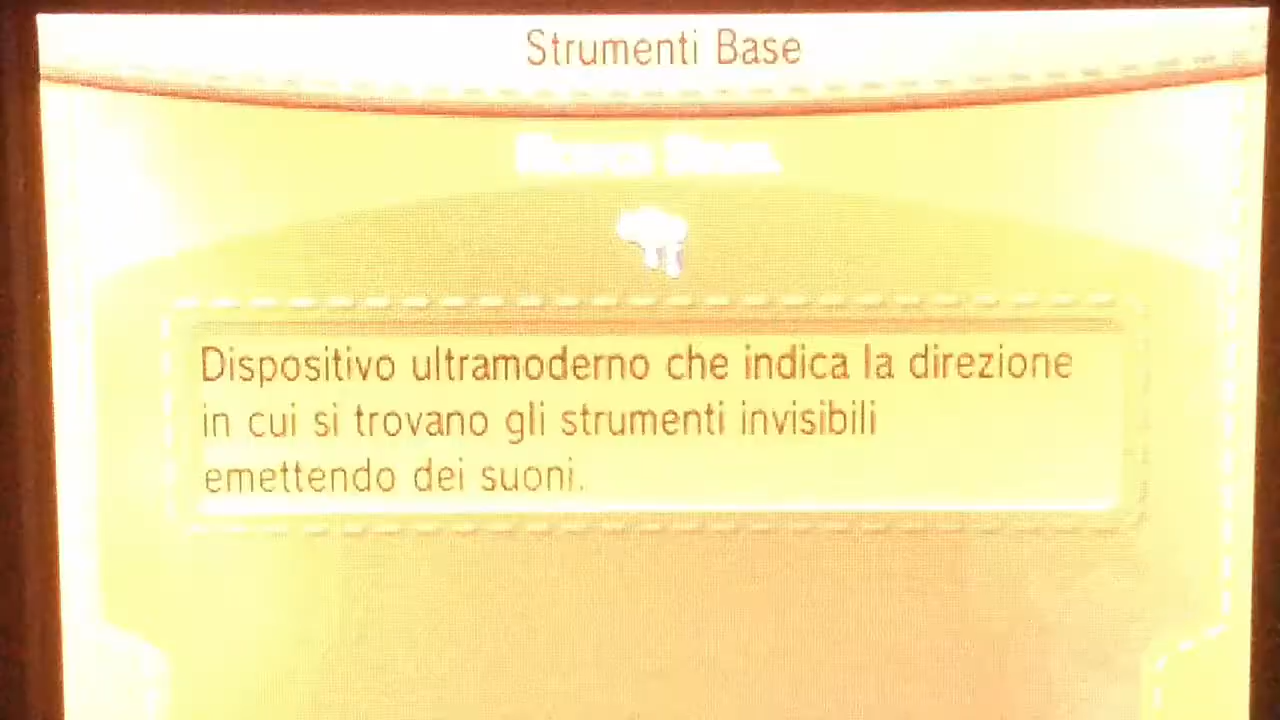 Strumenti Base
Dispositivo ultramoderno che indica la direzione
in cui si trovano gli strumenti invisibili
emettendo dei suoni.